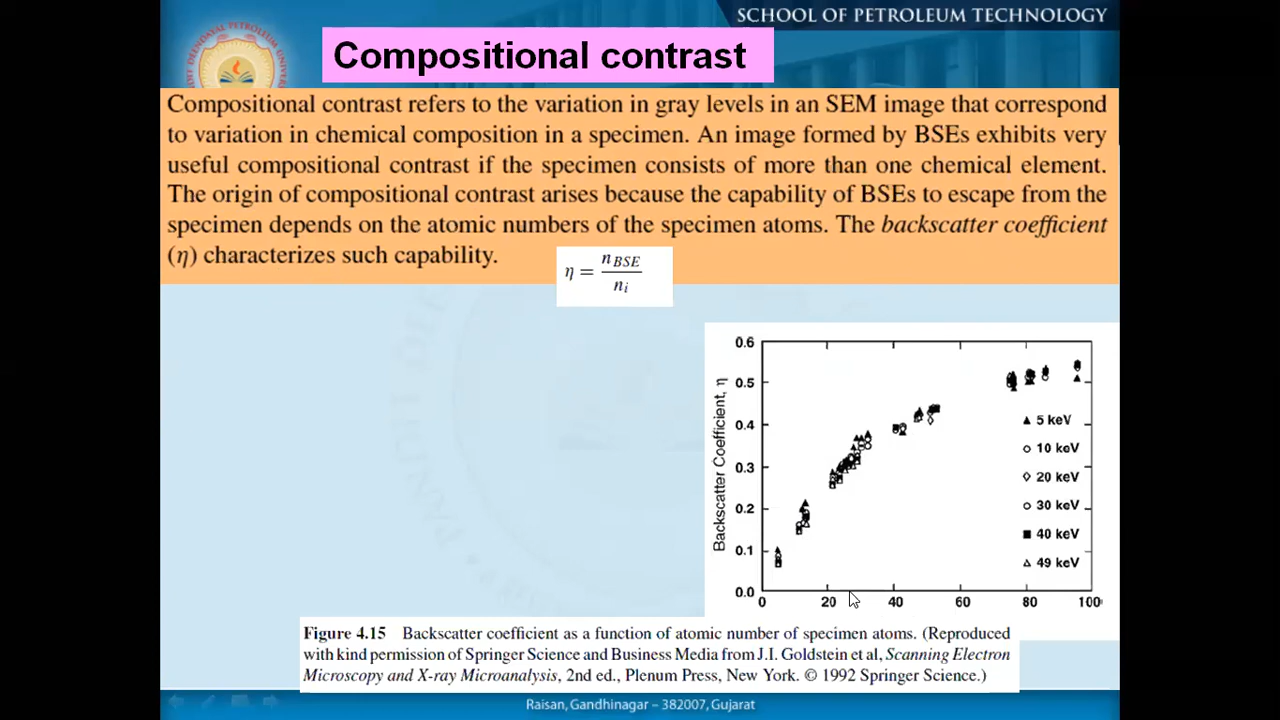 SCHOOL OF PETROLEUM TECHNOLOGY
Compositional contrast
Compositional contrast refers to the variation in gray levels in an SEM image that correspond
to variation in chemical composition in a specimen. An image formed by BSEs exhibits very
useful compositional contrast if the specimen consists of more than one chemical element.
The origin of compositional contrast arises because the capability of BSEs to escape from the
specimen depends on the atomic numbers of the specimen atoms. The backscatter coefficient
(η) characterizes such capability.
η = n_BSE / n_i
0.6
0.5
0.4
0.3
0.2
0.1
0.0
Backscatter Coefficient, η
5 keV
10 keV
20 keV
30 keV
40 keV
49 keV
0 20 40 60 80 100
Figure 4.15 Backscatter coefficient as a function of atomic number of specimen atoms. (Reproduced
with kind permission of Springer Science and Business Media from J.I. Goldstein et al, Scanning Electron
Microscopy and X-ray Microanalysis, 2nd ed., Plenum Press, New York. © 1992 Springer Science.)
Raisan, Gandhinagar – 382007, Gujarat